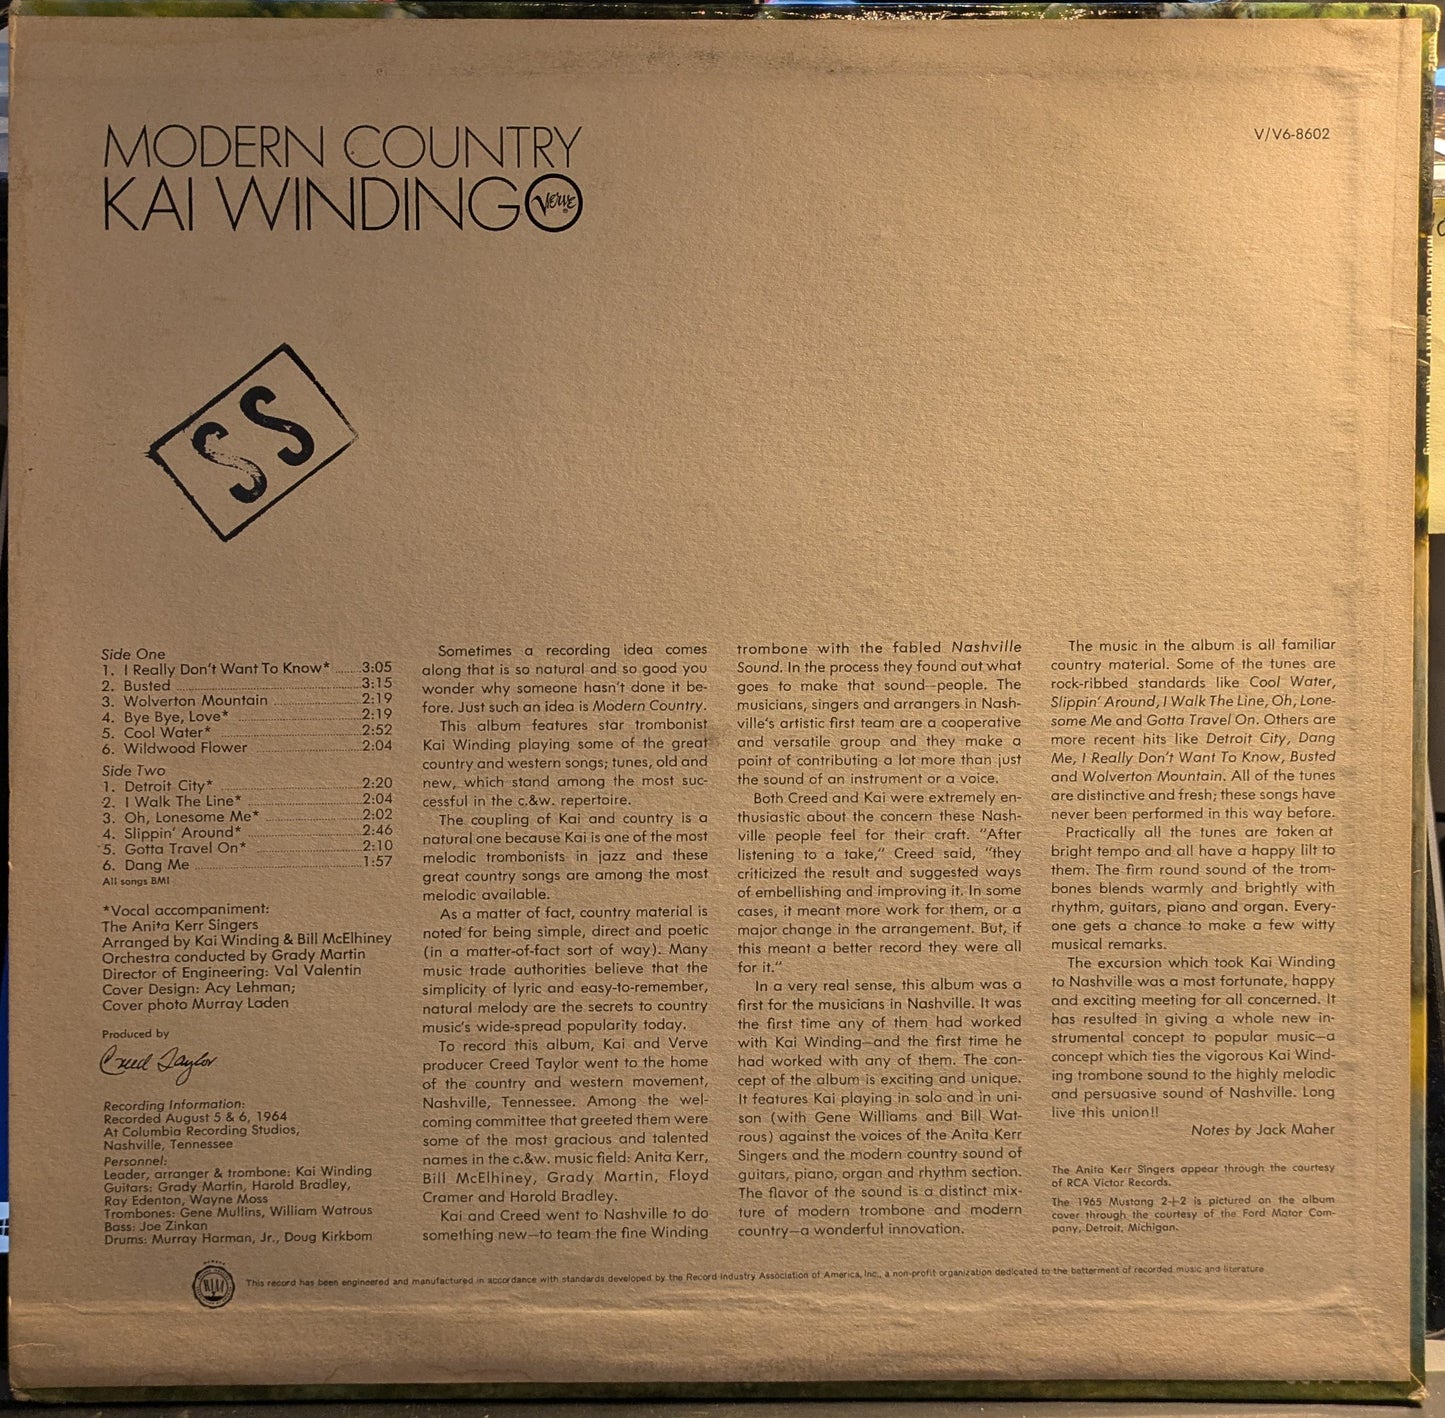 MODERN COUNTRY
KAI WINDING
Verve
V/V6-8602
SS
Side One
1. I Really Don't Want To Know* ........ 3:05
2. Busted ........ 3:15
3. Wolverton Mountain ........ 2:19
4. Bye Bye, Love* ........ 2:19
5. Cool Water* ........ 2:52
6. Wildwood Flower ........ 2:04
Side Two
1. Detroit City* ........ 2:20
2. I Walk The Line* ........ 2:04
3. Oh, Lonesome Me* ........ 2:02
4. Slippin' Around* ........ 2:46
5. Gotta Travel On* ........ 2:10
6. Dang Me ........ 1:57
All songs BMI
*Vocal accompaniment:
The Anita Kerr Singers
Arranged by Kai Winding & Bill McElhiney
Orchestra conducted by Grady Martin
Director of Engineering: Val Valentin
Cover Design: Acy Lehman;
Cover photo Murray Laden
Produced by
Creed Taylor
Recording Information:
Recorded August 5 & 6, 1964
At Columbia Recording Studios,
Nashville, Tennessee
Personnel:
Leader, arranger & trombone: Kai Winding
Guitars: Grady Martin, Harold Bradley,
Ray Edenton, Wayne Moss
Trombones: Gene Mullins, William Watrous
Bass: Joe Zinkan
Drums: Murray Harman, Jr., Doug Kirkbom
Sometimes a recording idea comes
along that is so natural and so good you
wonder why someone hasn't done it be-
fore. Just such an idea is Modern Country.
This album features star trombonist
Kai Winding playing some of the great
country and western songs; tunes, old and
new, which stand among the most suc-
cessful in the c.&w. repertoire.
The coupling of Kai and country is a
natural one because Kai is one of the most
melodic trombonists in jazz and these
great country songs are among the most
melodic available.
As a matter of fact, country material is
noted for being simple, direct and poetic
(in a matter-of-fact sort of way). Many
music trade authorities believe that the
simplicity of lyric and easy-to-remember,
natural melody are the secrets to country
music's wide-spread popularity today.
To record this album, Kai and Verve
producer Creed Taylor went to the home
of the country and western movement,
Nashville, Tennessee. Among the wel-
coming committee that greeted them were
some of the most gracious and talented
names in the c.&w. music field: Anita Kerr,
Bill McElhiney, Grady Martin, Floyd
Cramer and Harold Bradley.
Kai and Creed went to Nashville to do
something new—to team the fine Winding
trombone with the fabled Nashville
Sound. In the process they found out what
goes to make that sound—people. The
musicians, singers and arrangers in Nash-
ville's artistic first team are a cooperative
and versatile group and they make a
point of contributing a lot more than just
the sound of an instrument or a voice.
Both Creed and Kai were extremely en-
thusiastic about the concern these Nash-
ville people feel for their craft. "After
listening to a take," Creed said, "they
criticized the result and suggested ways
of embellishing and improving it. In some
cases, it meant more work for them, or a
major change in the arrangement. But, if
this meant a better record they were all
for it."
In a very real sense, this album was a
first for the musicians in Nashville. It was
the first time any of them had worked
with Kai Winding—and the first time he
had worked with any of them. The con-
cept of the album is exciting and unique.
It features Kai playing in solo and in uni-
son (with Gene Williams and Bill Wat-
rous) against the voices of the Anita Kerr
Singers and the modern country sound of
guitars, piano, organ and rhythm section.
The flavor of the sound is a distinct mix-
ture of modern trombone and modern
country—a wonderful innovation.
The music in the album is all familiar
country material. Some of the tunes are
rock-ribbed standards like Cool Water,
Slippin' Around, I Walk The Line, Oh, Lone-
some Me and Gotta Travel On. Others are
more recent hits like Detroit City, Dang
Me, I Really Don't Want To Know, Busted
and Wolverton Mountain. All of the tunes
are distinctive and fresh; these songs have
never been performed in this way before.
Practically all the tunes are taken at
bright tempo and all have a happy lilt to
them. The firm round sound of the trom-
bones blends warmly and brightly with
rhythm, guitars, piano and organ. Every-
one gets a chance to make a few witty
musical remarks.
The excursion which took Kai Winding
to Nashville was a most fortunate, happy
and exciting meeting for all concerned. It
has resulted in giving a whole new in-
strumental concept to popular music—a
concept which ties the vigorous Kai Wind-
ing trombone sound to the highly melodic
and persuasive sound of Nashville. Long
live this union!!
Notes by Jack Maher
The Anita Kerr Singers appear through the courtesy
of RCA Victor Records.
The 1965 Mustang 2+2 is pictured on the album
cover through the courtesy of the Ford Motor Com-
pany, Detroit, Michigan.
RIAA
This record has been engineered and manufactured in accordance with standards developed by the Record Industry Association of America, Inc., a non-profit organization dedicated to the betterment of recorded music and literature